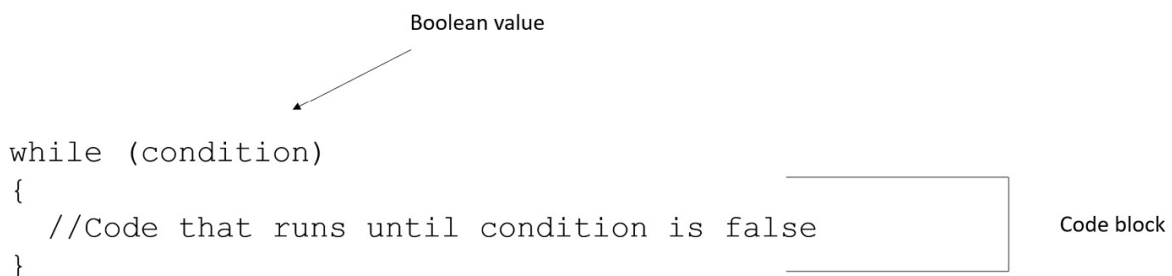 Boolean value
while (condition)
{
//Code that runs until condition is false
Code block
}